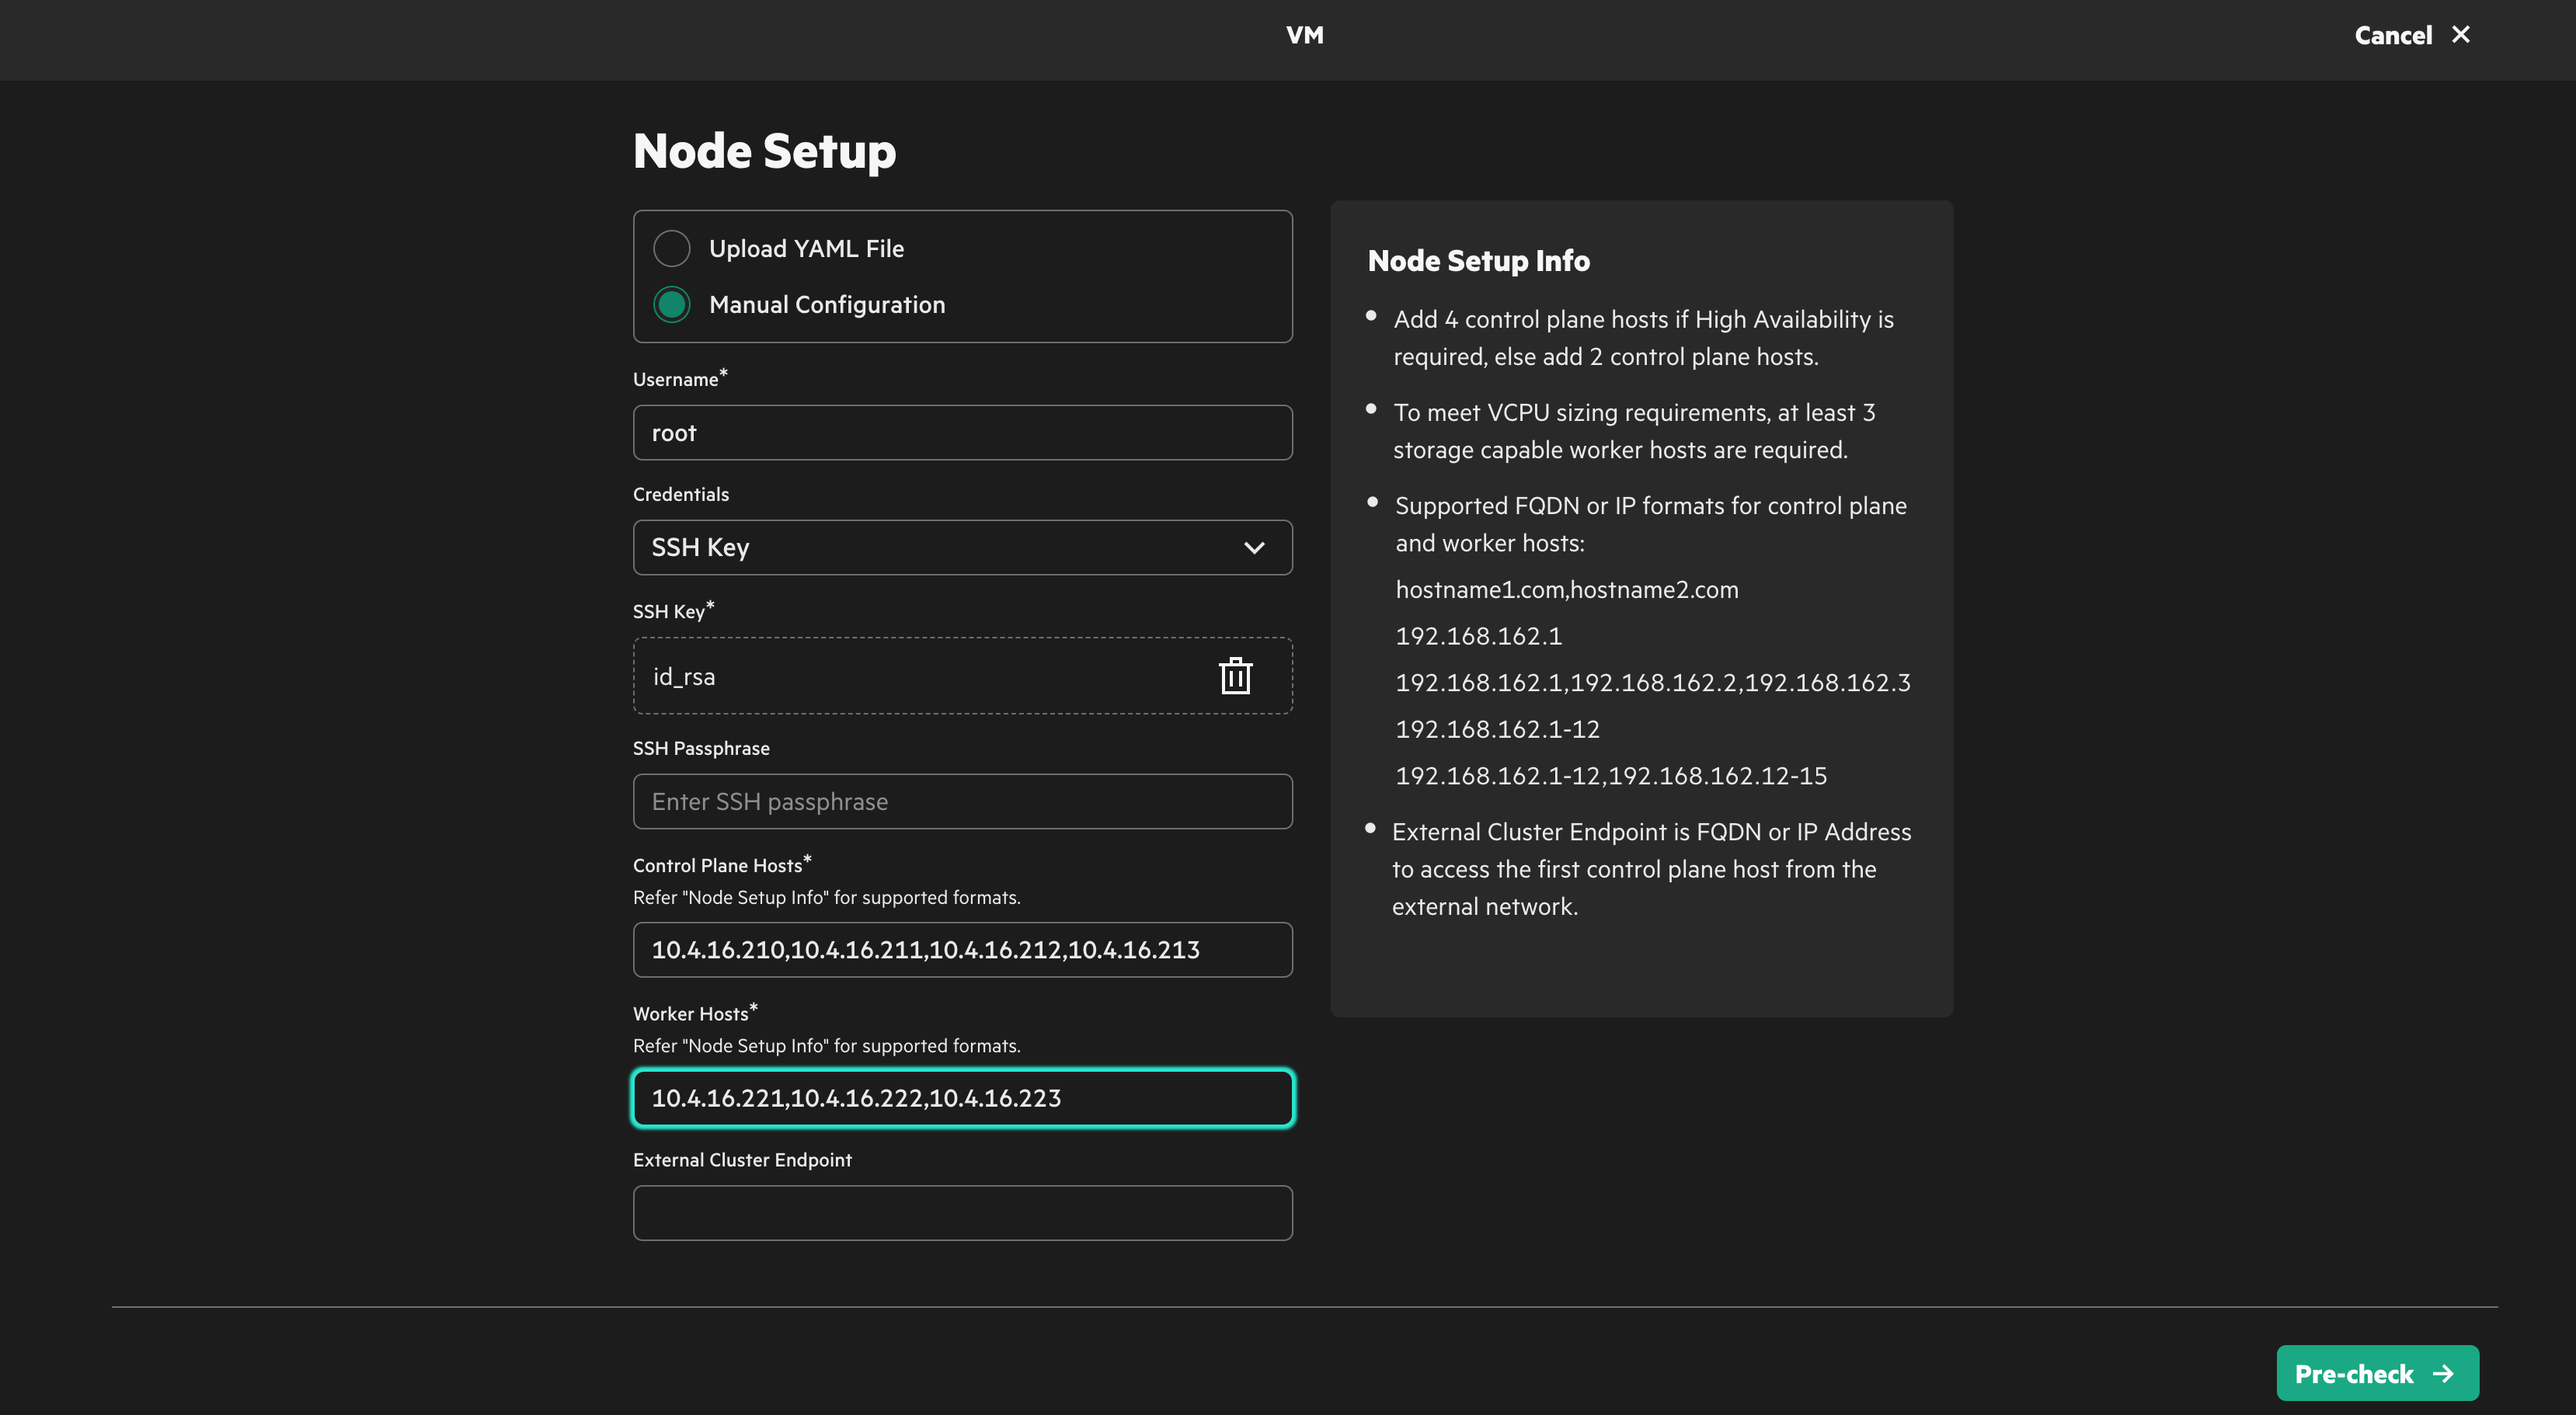 VM
Cancel
Node Setup
Upload YAML File
Manual Configuration
Username*
root
Credentials
SSH Key
SSH Key*
id_rsa
SSH Passphrase
Enter SSH passphrase
Control Plane Hosts*
Refer "Node Setup Info" for supported formats.
10.4.16.210,10.4.16.211,10.4.16.212,10.4.16.213
Worker Hosts*
Refer "Node Setup Info" for supported formats.
10.4.16.221,10.4.16.222,10.4.16.223
External Cluster Endpoint
Node Setup Info
Add 4 control plane hosts if High Availability is
required, else add 2 control plane hosts.
To meet VCPU sizing requirements, at least 3
storage capable worker hosts are required.
Supported FQDN or IP formats for control plane
and worker hosts:
hostname1.com,hostname2.com
192.168.162.1
192.168.162.1,192.168.162.2,192.168.162.3
192.168.162.1-12
192.168.162.1-12,192.168.162.12-15
External Cluster Endpoint is FQDN or IP Address
to access the first control plane host from the
external network.
Pre-check